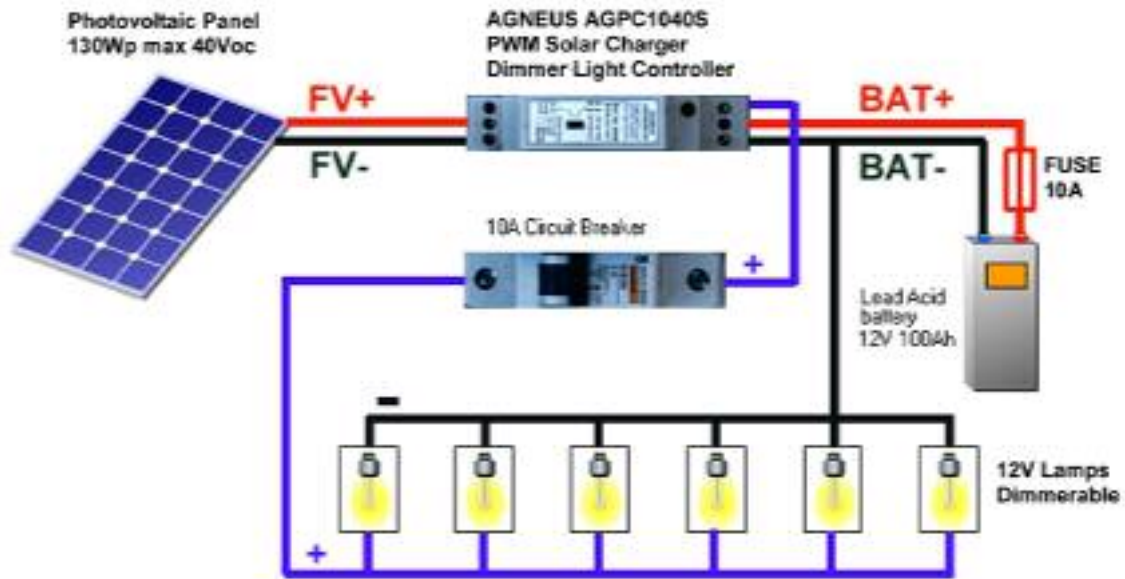 Photovoltaic Panel
130Wp max 40Voc
AGNEUS AGPC1040S
PWM Solar Charger
Dimmer Light Controller
FV+
FV-
BAT+
BAT-
FUSE
10A
10A Circuit Breaker
+
Lead Acid
battery
12V 100Ah
-
12V Lamps
Dimmerable
+